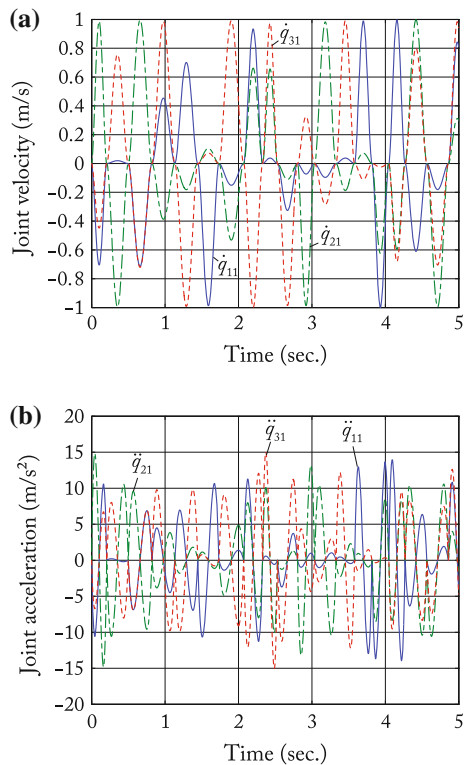 (a)
Joint velocity (m/s)
1
0.8
0.6
0.4
0.2
0
−0.2
−0.4
−0.6
−0.8
−1
q̇31
q̇21
q̇11
0 1 2 3 4 5
Time (sec.)
(b)
Joint acceleration (m/s²)
20
15
10
5
0
−5
−10
−15
−20
q̈21
q̈31
q̈11
0 1 2 3 4 5
Time (sec.)